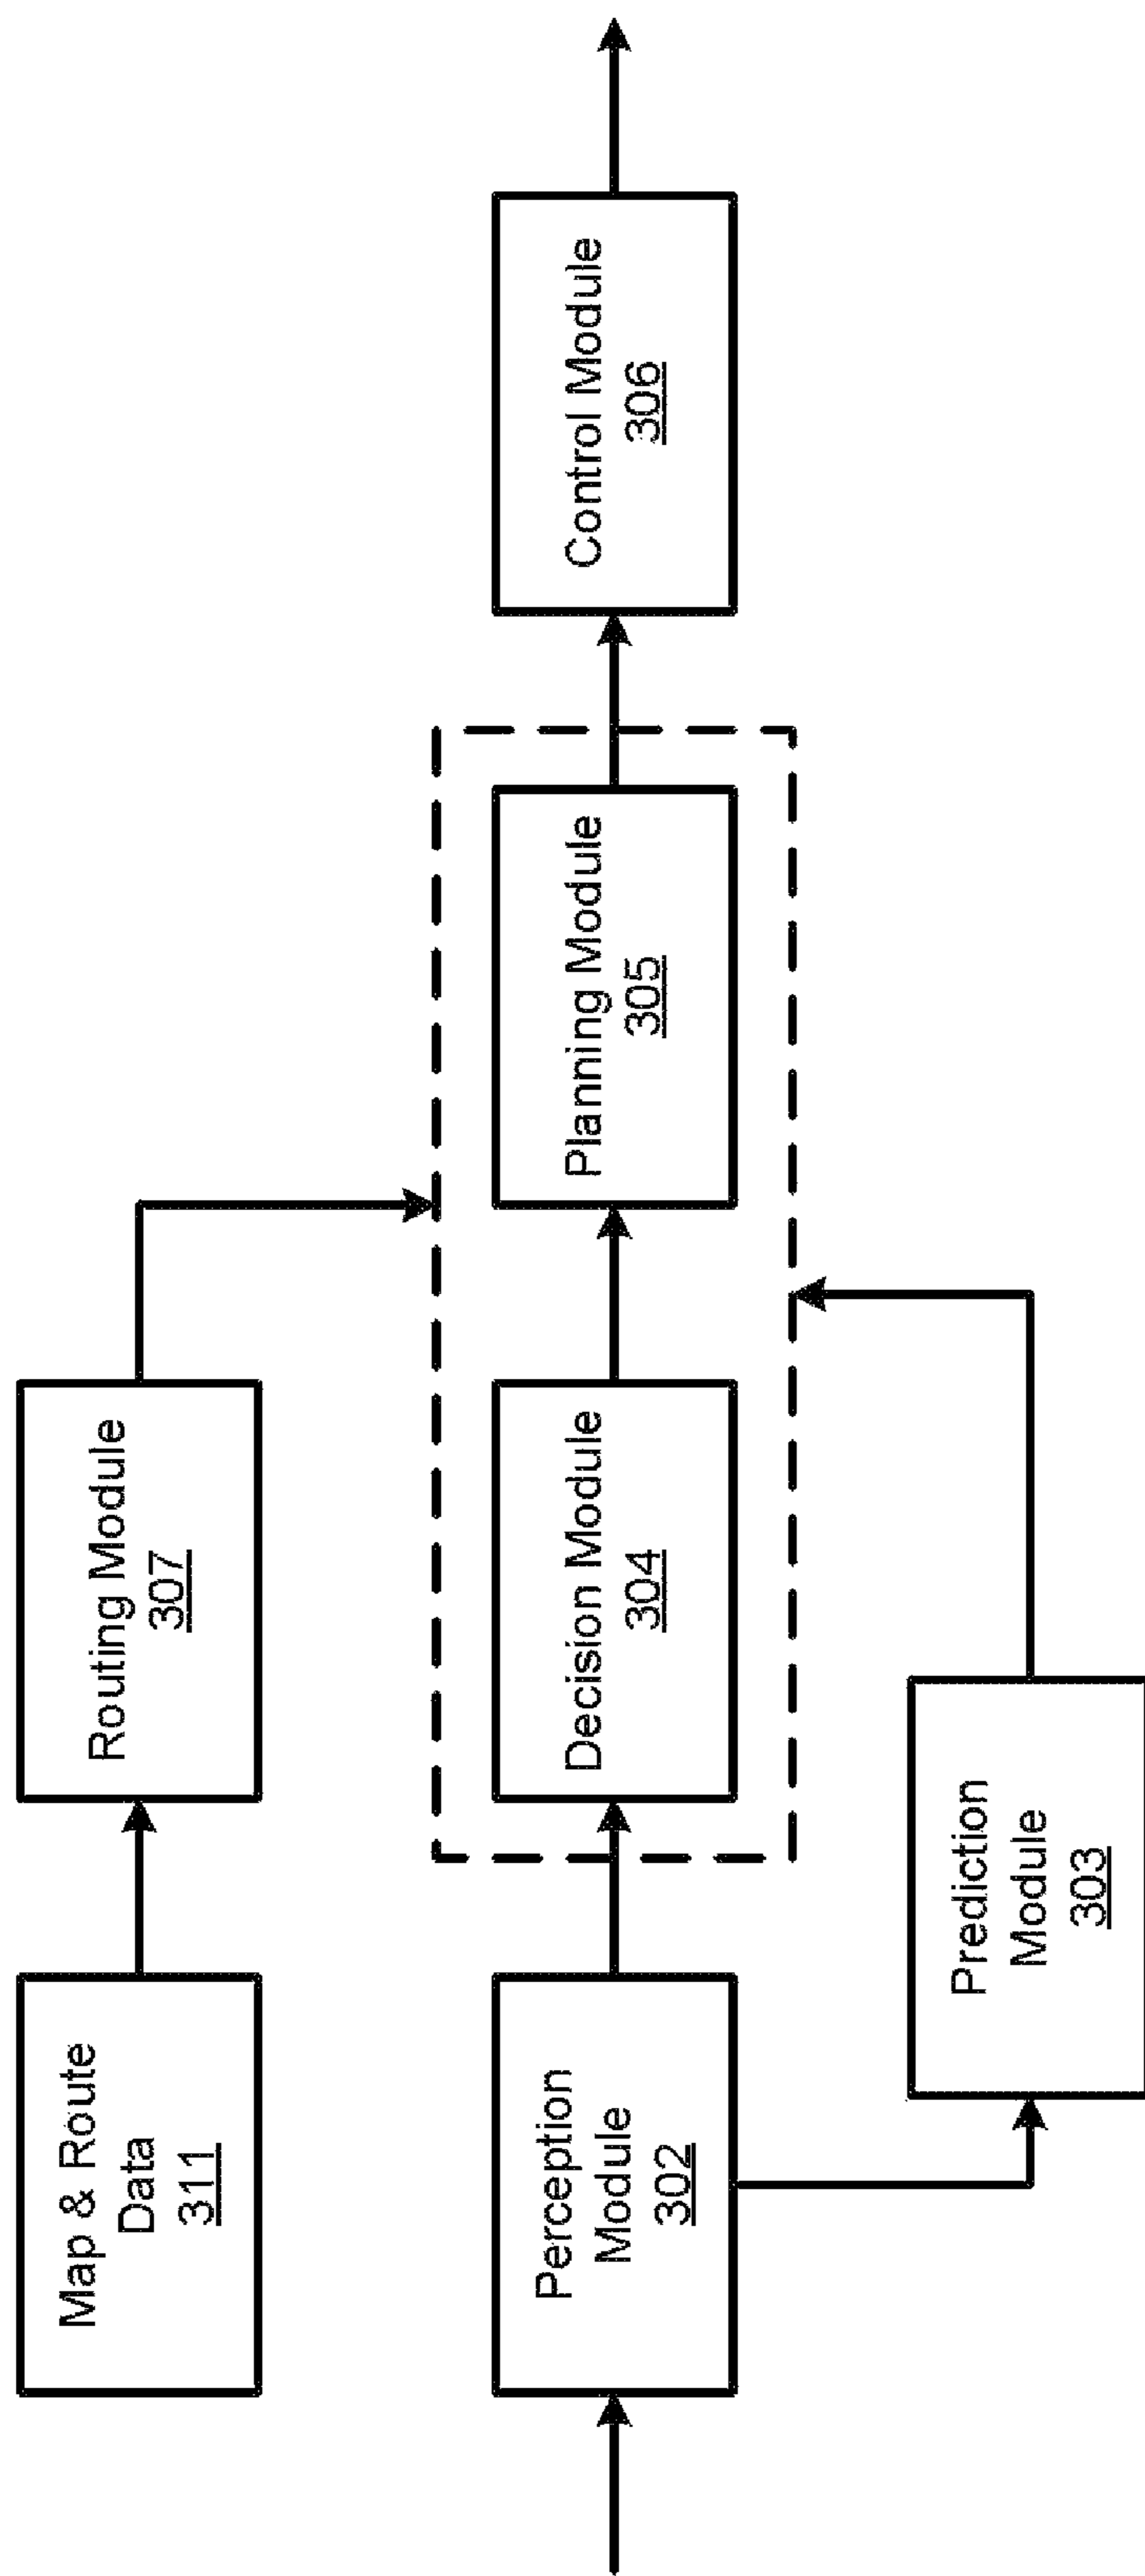 Map & Route
Data
311
Routing Module
307
Perception
Module
302
Decision Module
304
Planning Module
305
Control Module
306
Prediction
Module
303